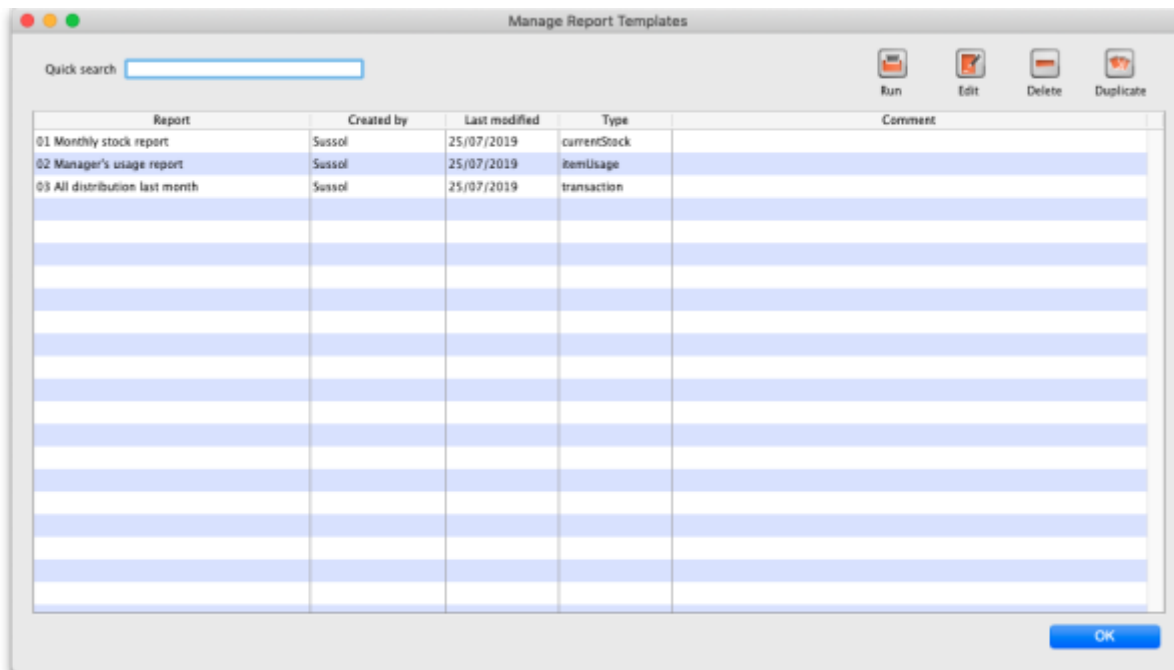 Manage Report Templates
Quick search
Run Edit Delete Duplicate
Report Created by Last modified Type Comment
01 Monthly stock report Sussol 25/07/2019 currentStock
02 Manager's usage report Sussol 25/07/2019 itemUsage
03 All distribution last month Sussol 25/07/2019 transaction
OK